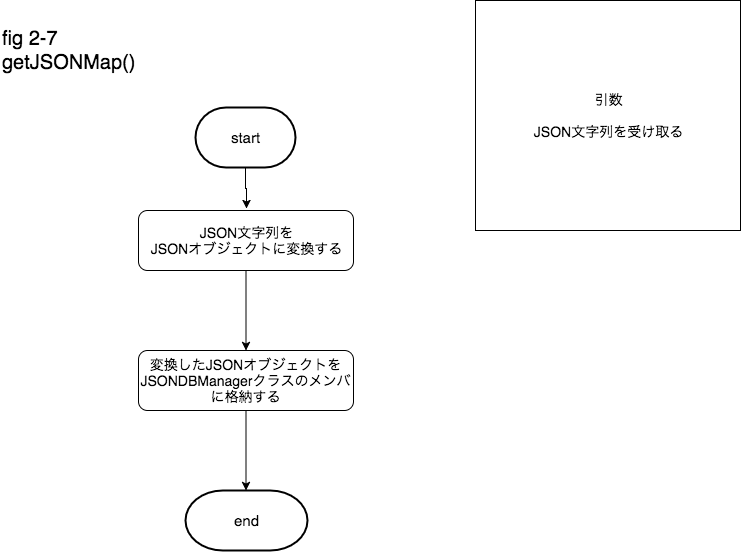 fig 2-7
getJSONMap()
引数
JSON文字列を受け取る
start
JSON文字列を
JSONオブジェクトに変換する
変換したJSONオブジェクトを
JSONDBManagerクラスのメンバ
に格納する
end